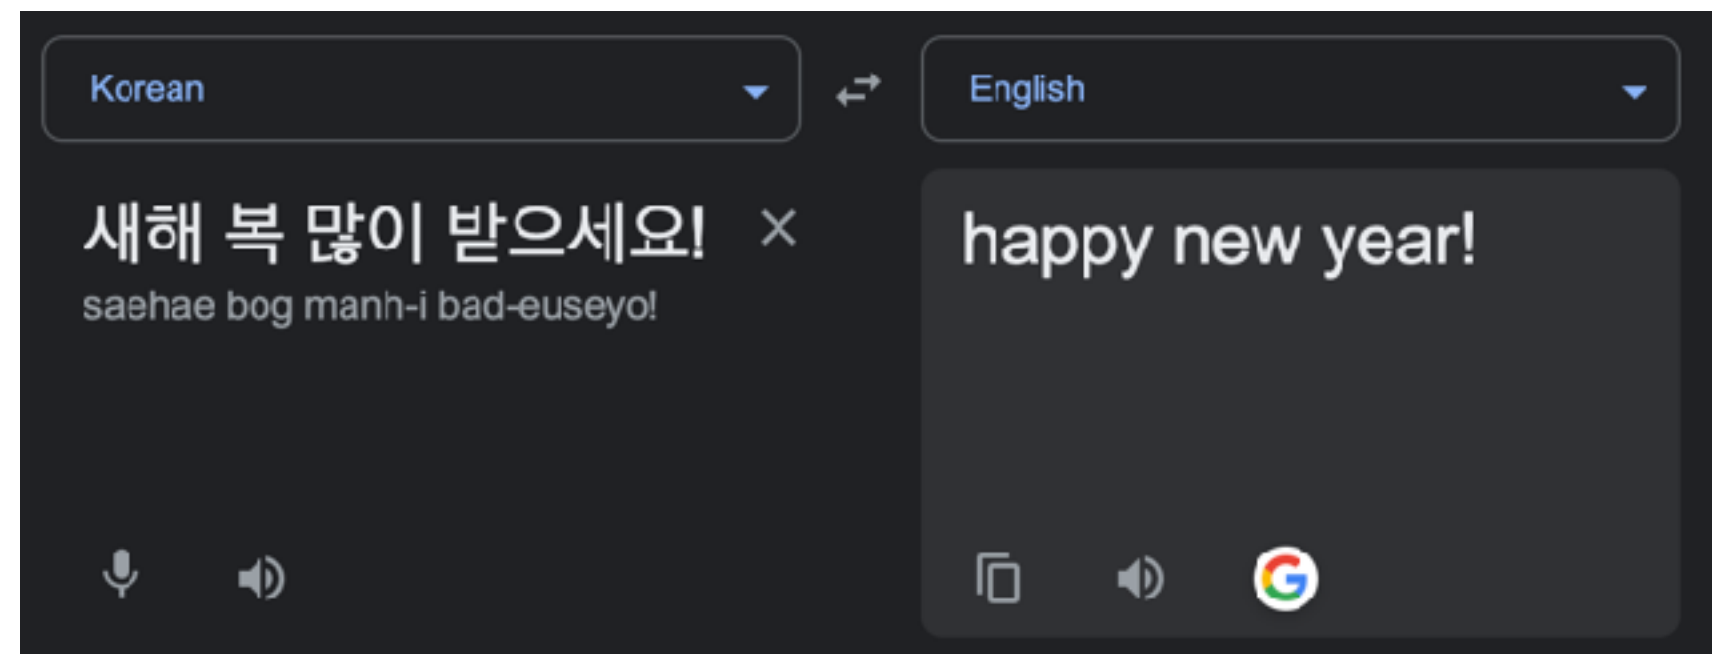 Korean
English
새해 복 많이 받으세요!
saehae bog manh-i bad-euseyo!
happy new year!